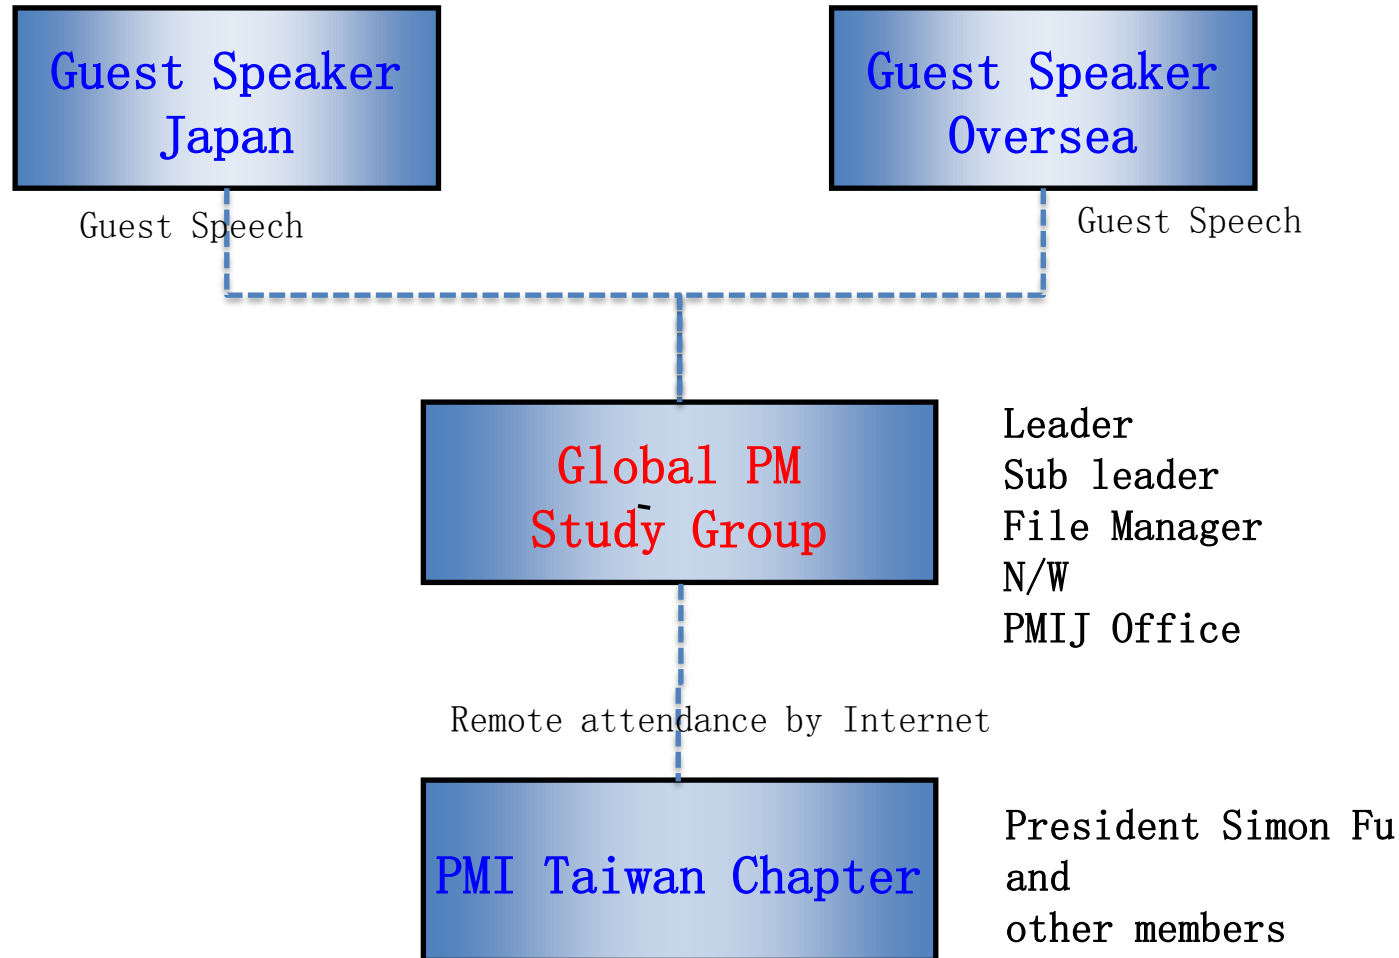 Guest Speaker
Japan
Guest Speaker
Oversea
Guest Speech
Guest Speech
Global PM
Study Group
Leader
Sub leader
File Manager
N/W
PMIJ Office
Remote attendance by Internet
PMI Taiwan Chapter
President Simon Fu
and
other members